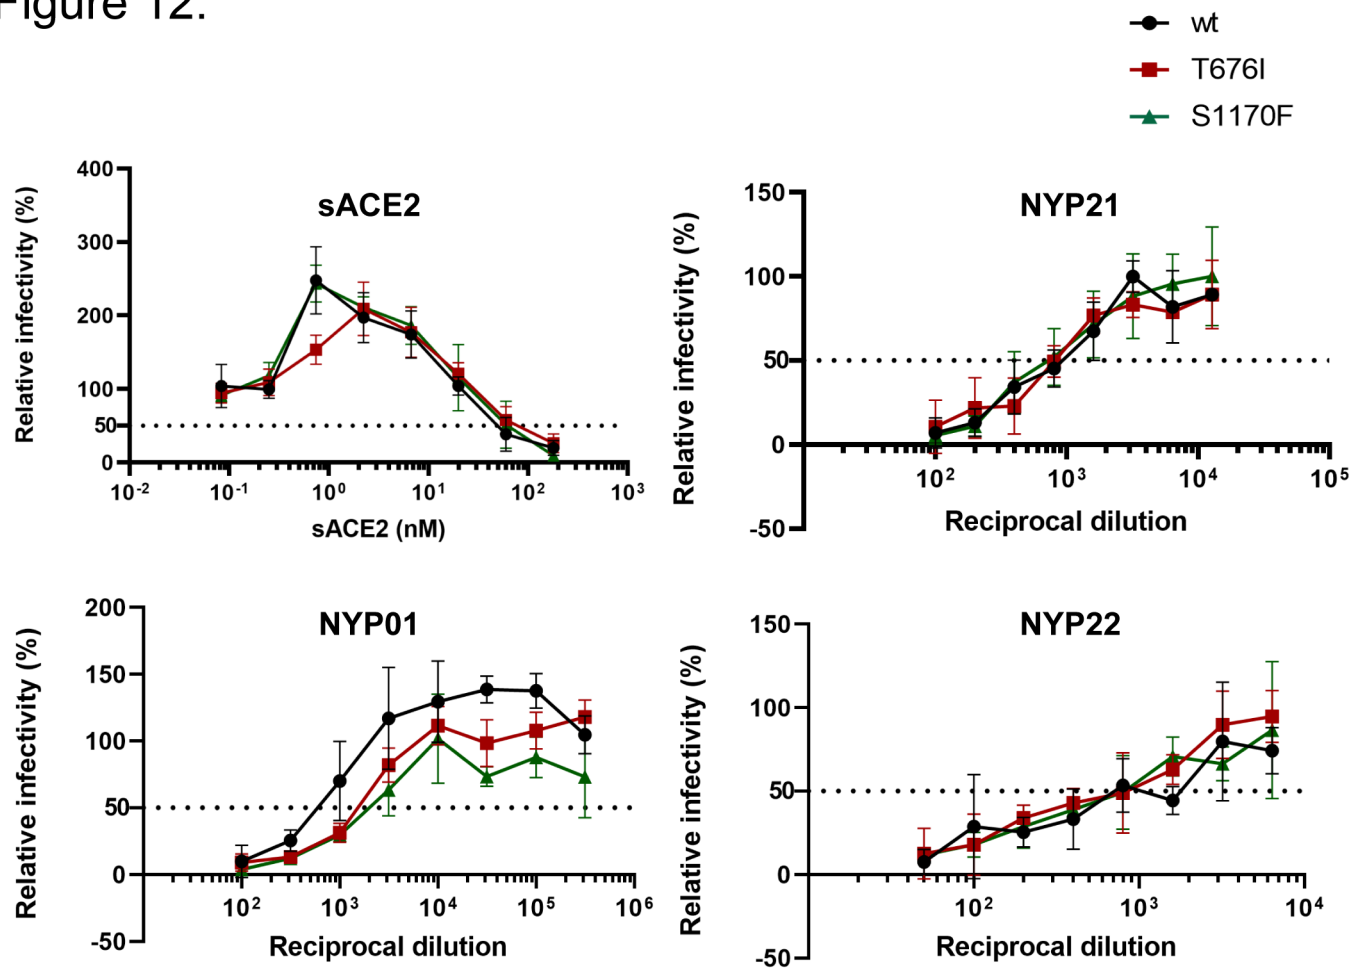 Figure 12.
wt
T676I
S1170F
sACE2
Relative infectivity (%)
400
300
200
100
50
0
10-2 10-1 100 101 102 103
sACE2 (nM)
NYP21
Relative infectivity (%)
150
100
50
0
-50
102 103 104 105
Reciprocal dilution
NYP01
Relative infectivity (%)
200
150
100
50
0
-50
102 103 104 105 106
Reciprocal dilution
NYP22
Relative infectivity (%)
150
100
50
0
-50
102 103 104
Reciprocal dilution